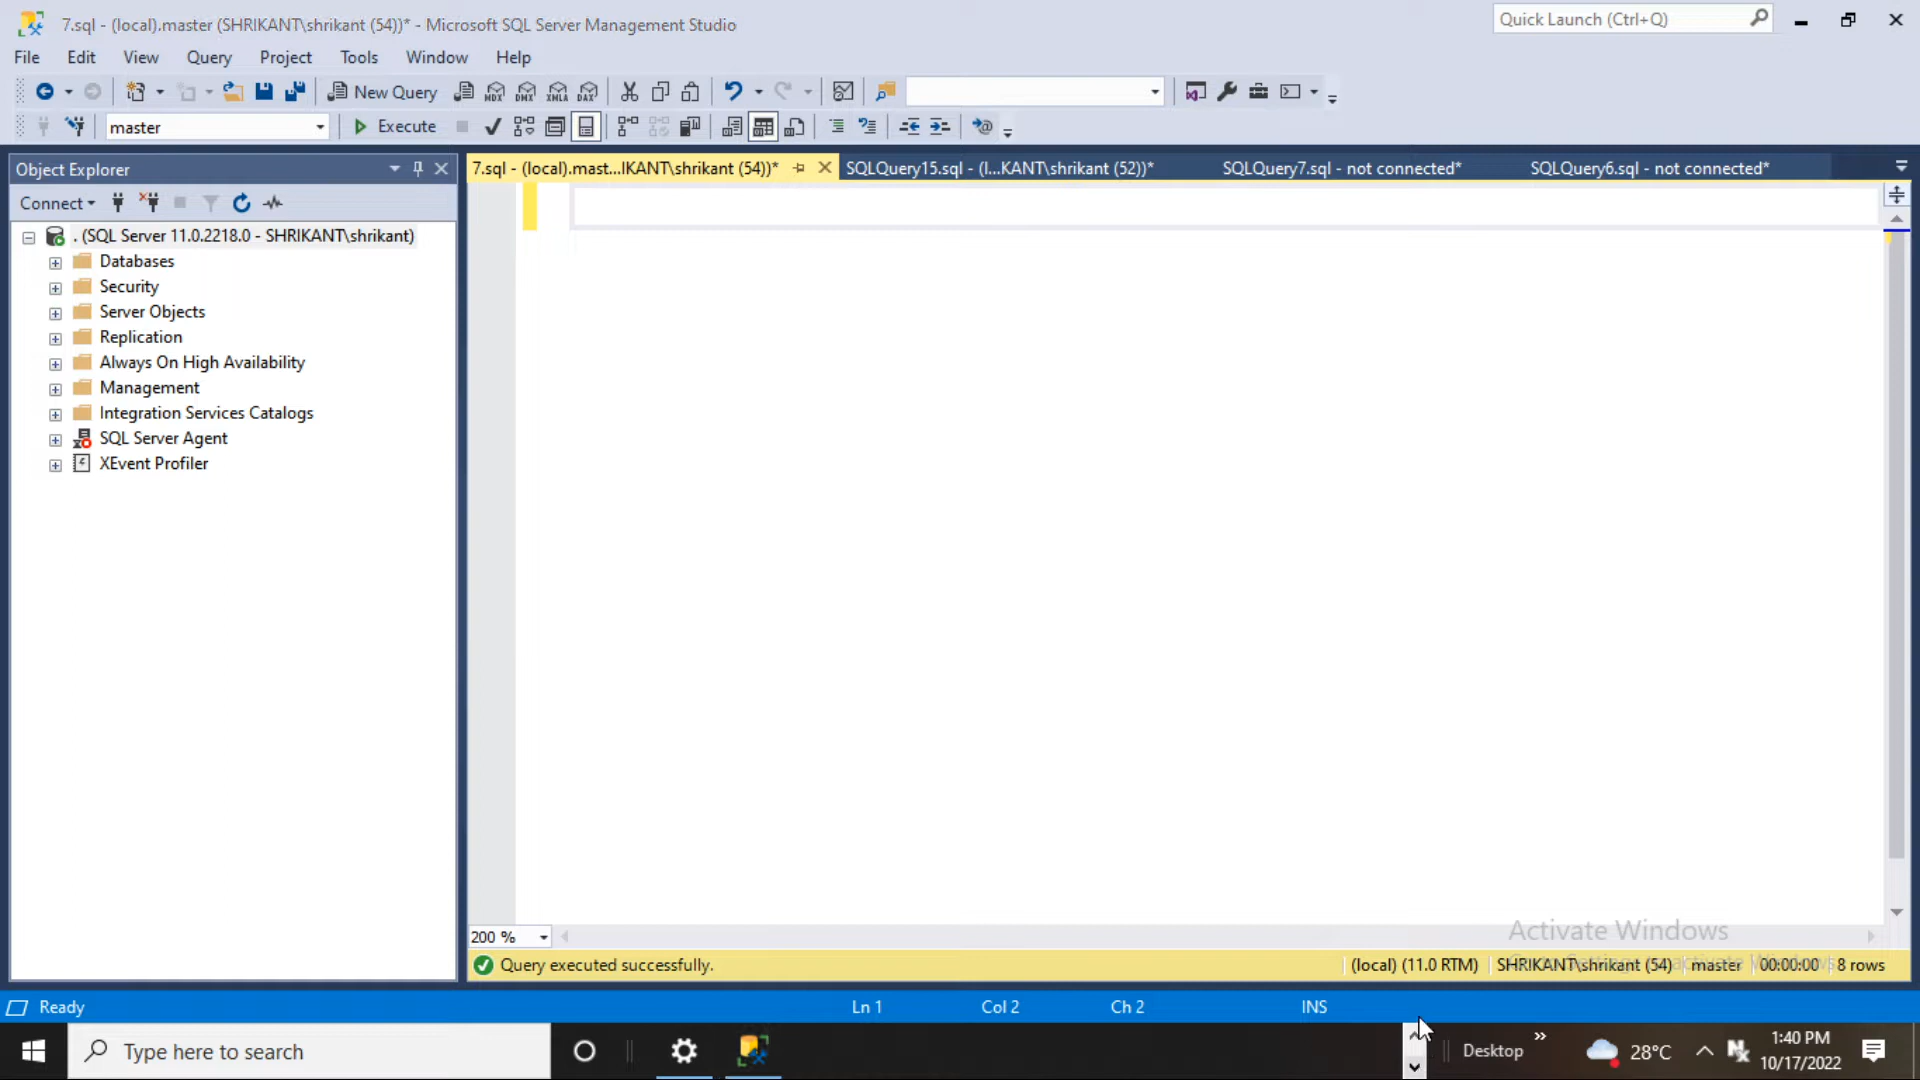 7.sql - (local).master (SHRIKANT\shrikant (54))* - Microsoft SQL Server Management Studio
Quick Launch (Ctrl+Q)
File Edit View Query Project Tools Window Help
New Query MDX DMX XMLA DAX
master Execute
Object Explorer
7.sql - (local).mast...IKANT\shrikant (54))* SQLQuery15.sql - (l...KANT\shrikant (52))* SQLQuery7.sql - not connected* SQLQuery6.sql - not connected*
Connect
. (SQL Server 11.0.2218.0 - SHRIKANT\shrikant)
Databases
Security
Server Objects
Replication
Always On High Availability
Management
Integration Services Catalogs
SQL Server Agent
XEvent Profiler
Activate Windows
200 %
Query executed successfully. (local) (11.0 RTM) SHRIKANT\shrikant (54) master 00:00:00 8 rows
Ready Ln 1 Col 2 Ch 2 INS
Type here to search Desktop 28°C 1:40 PM
10/17/2022